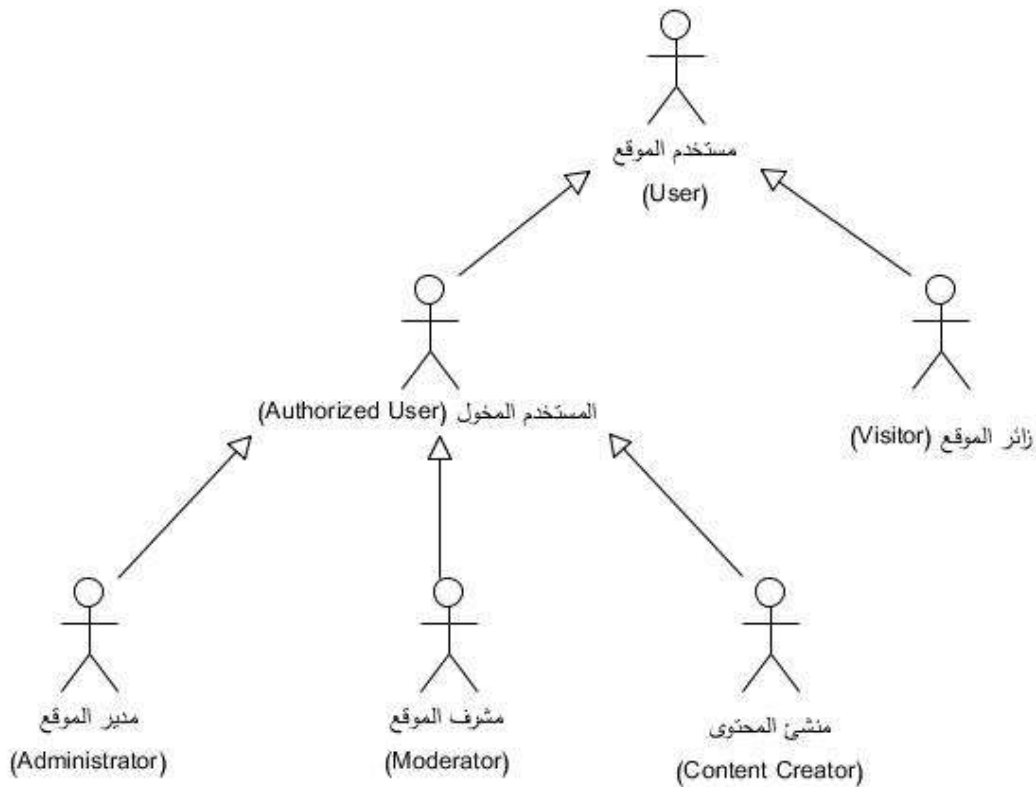 مستخدم الموقع
(User)
المستخدم المخول (Authorized User)
زائر الموقع (Visitor)
مدير الموقع
(Administrator)
مشرف الموقع
(Moderator)
منشئ المحتوى
(Content Creator)